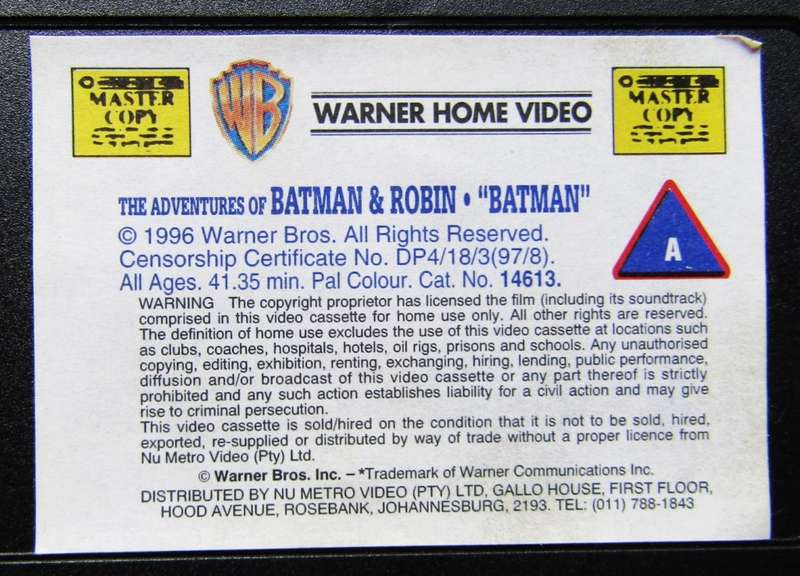 MASTER COPY
WB
WARNER HOME VIDEO
MASTER COPY
THE ADVENTURES OF BATMAN & ROBIN • "BATMAN"
© 1996 Warner Bros. All Rights Reserved.
Censorship Certificate No. DP4/18/3(97/8).
All Ages. 41.35 min. Pal Colour. Cat. No. 14613.
A
WARNING The copyright proprietor has licensed the film (including its soundtrack)
comprised in this video cassette for home use only. All other rights are reserved.
The definition of home use excludes the use of this video cassette at locations such
as clubs, coaches, hospitals, hotels, oil rigs, prisons and schools. Any unauthorised
copying, editing, exhibition, renting, exchanging, hiring, lending, public performance,
diffusion and/or broadcast of this video cassette or any part thereof is strictly
prohibited and any such action establishes liability for a civil action and may give
rise to criminal persecution.
This video cassette is sold/hired on the condition that it is not to be sold, hired,
exported, re-supplied or distributed by way of trade without a proper licence from
Nu Metro Video (Pty) Ltd.
© Warner Bros. Inc. – *Trademark of Warner Communications Inc.
DISTRIBUTED BY NU METRO VIDEO (PTY) LTD, GALLO HOUSE, FIRST FLOOR,
HOOD AVENUE, ROSEBANK, JOHANNESBURG, 2193. TEL: (011) 788-1843